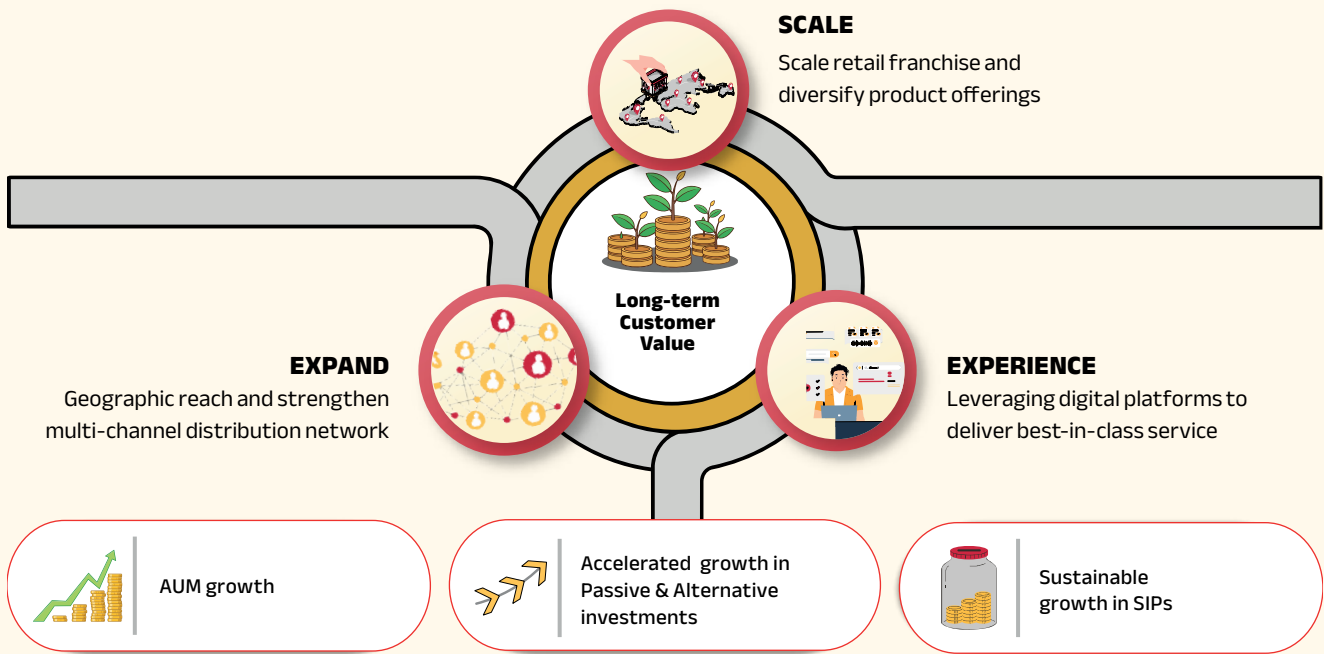 SCALE
Scale retail franchise and
diversify product offerings
Long-term
Customer
Value
EXPAND
Geographic reach and strengthen
multi-channel distribution network
EXPERIENCE
Leveraging digital platforms to
deliver best-in-class service
AUM growth
Accelerated growth in
Passive & Alternative
investments
Sustainable
growth in SIPs